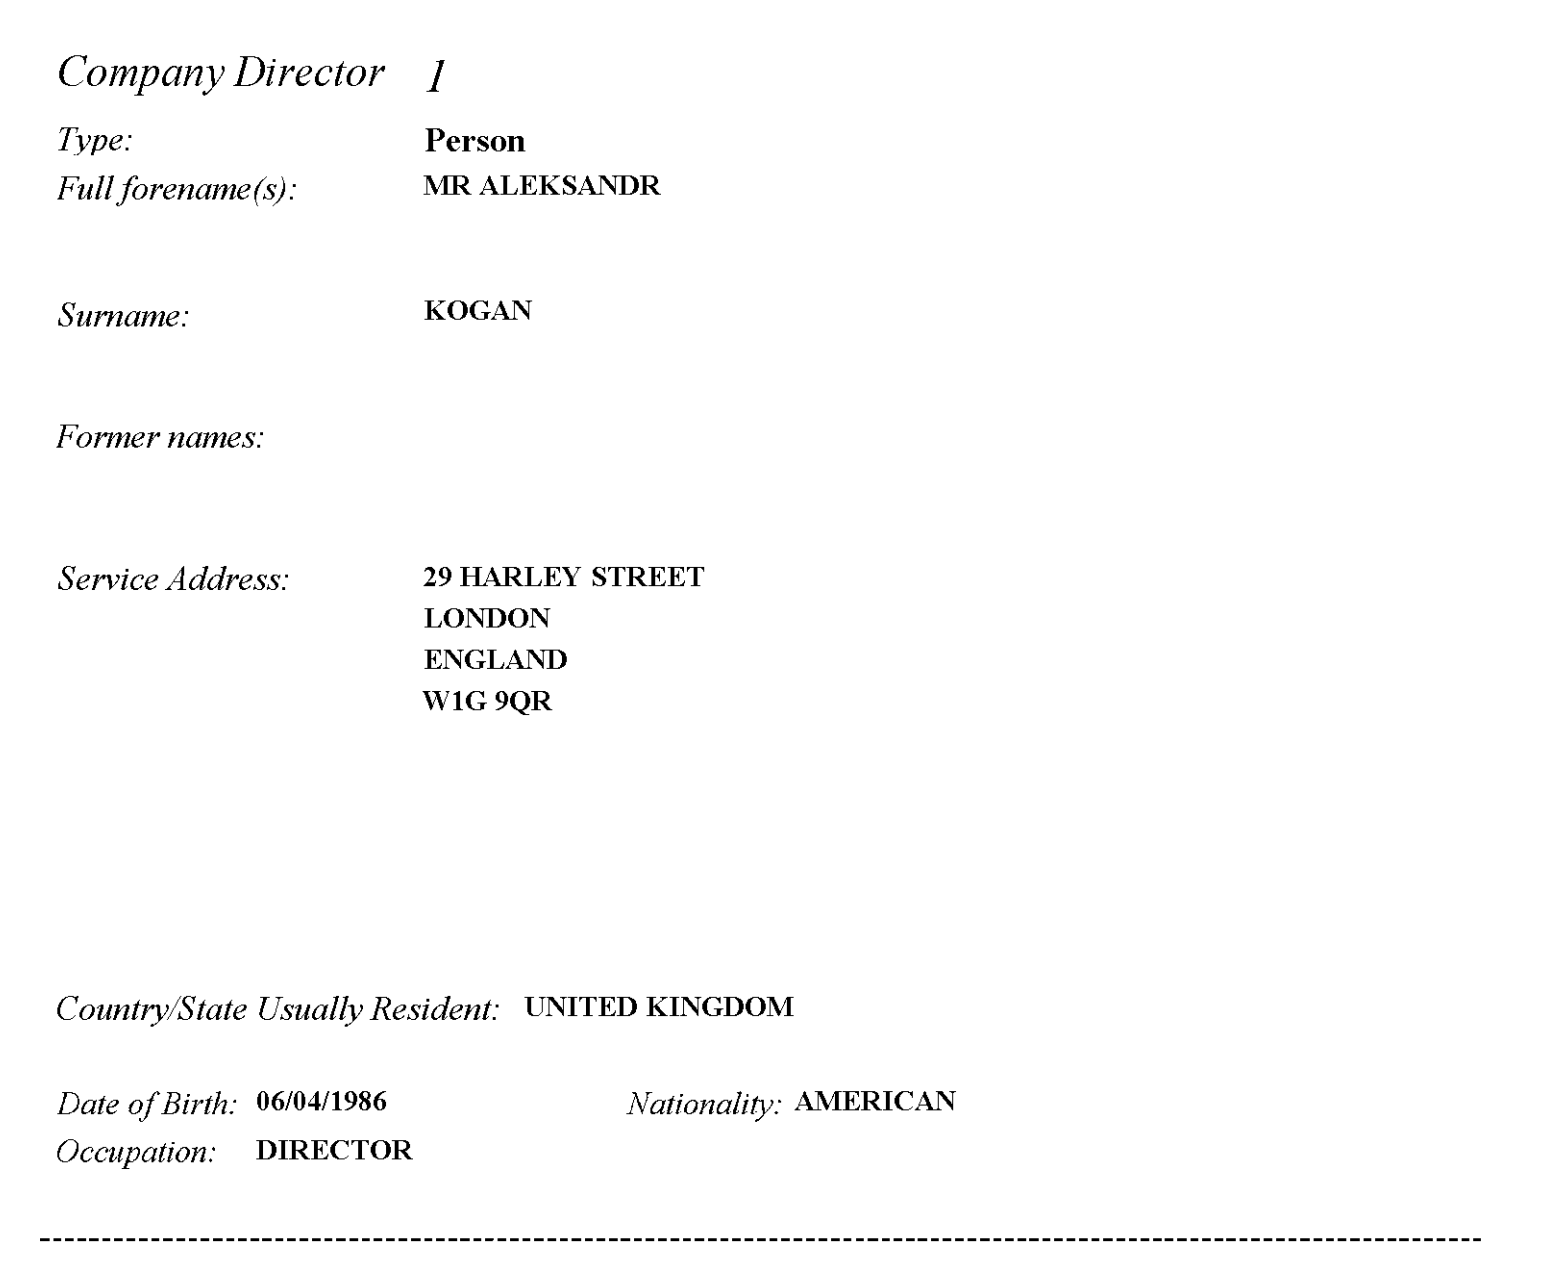 Company Director 1
Type: Person
Full forename(s): MR ALEKSANDR
Surname: KOGAN
Former names:
Service Address: 29 HARLEY STREET
LONDON
ENGLAND
W1G 9QR
Country/State Usually Resident: UNITED KINGDOM
Date of Birth: 06/04/1986 Nationality: AMERICAN
Occupation: DIRECTOR